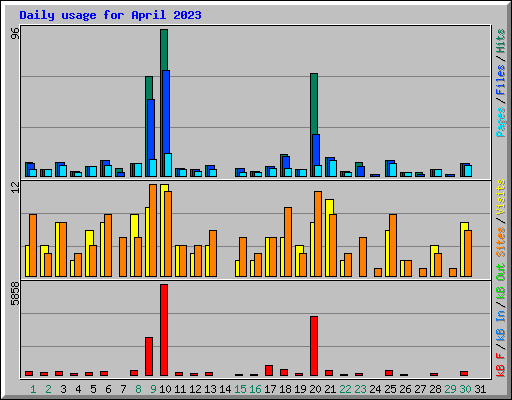 Daily usage for April 2023
96
Pages / Files / Hits
12
Sites / Visits
5858
kB F / kB In / kB Out
1 2 3 4 5 6 7 8 9 10 11 12 13 14 15 16 17 18 19 20 21 22 23 24 25 26 27 28 29 30 31